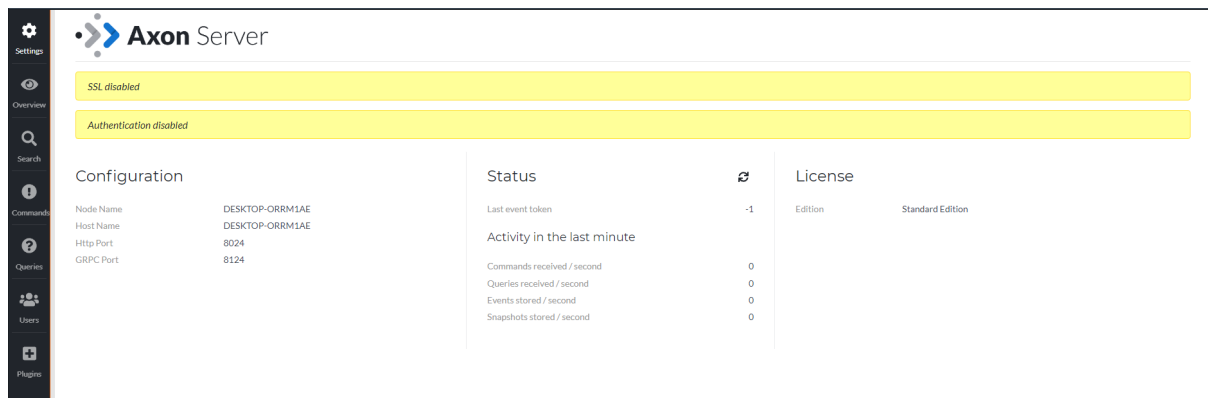 Settings
Overview
Search
Commands
Queries
Users
Plugins
Axon Server
SSL disabled
Authentication disabled
Configuration
Node Name DESKTOP-ORRM1AE
Host Name DESKTOP-ORRM1AE
Http Port 8024
GRPC Port 8124
Status
Last event token -1
Activity in the last minute
Commands received / second 0
Queries received / second 0
Events stored / second 0
Snapshots stored / second 0
License
Edition Standard Edition